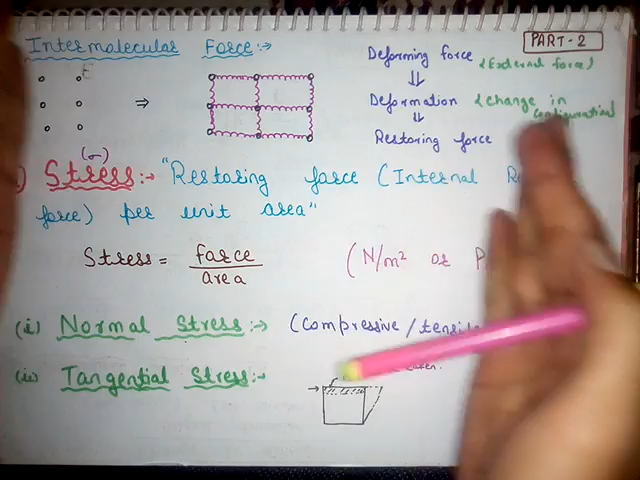 PART-2
Intermolecular Force:→
Deforming force (External force)
⇓
Deformation (Change in
Configuration)
⇓
Restoring force
⇒
(σ)
) Stress:→ "Restoring force (Internal
force) per unit area"
Stress = force/area (N/m² or
(i) Normal Stress:→ (Compressive/
(ii) Tangential Stress:-